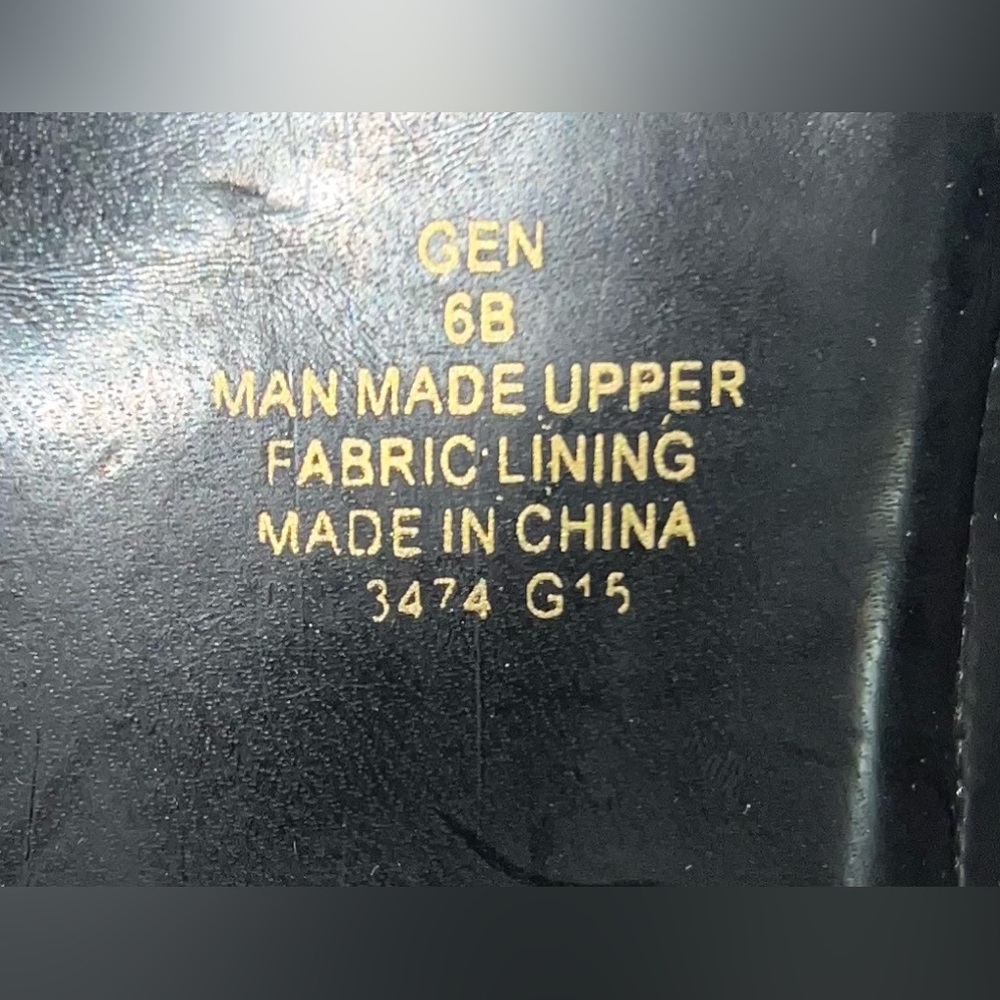 GEN
6B
MAN MADE UPPER
FABRIC LINING
MADE IN CHINA
3474 G15